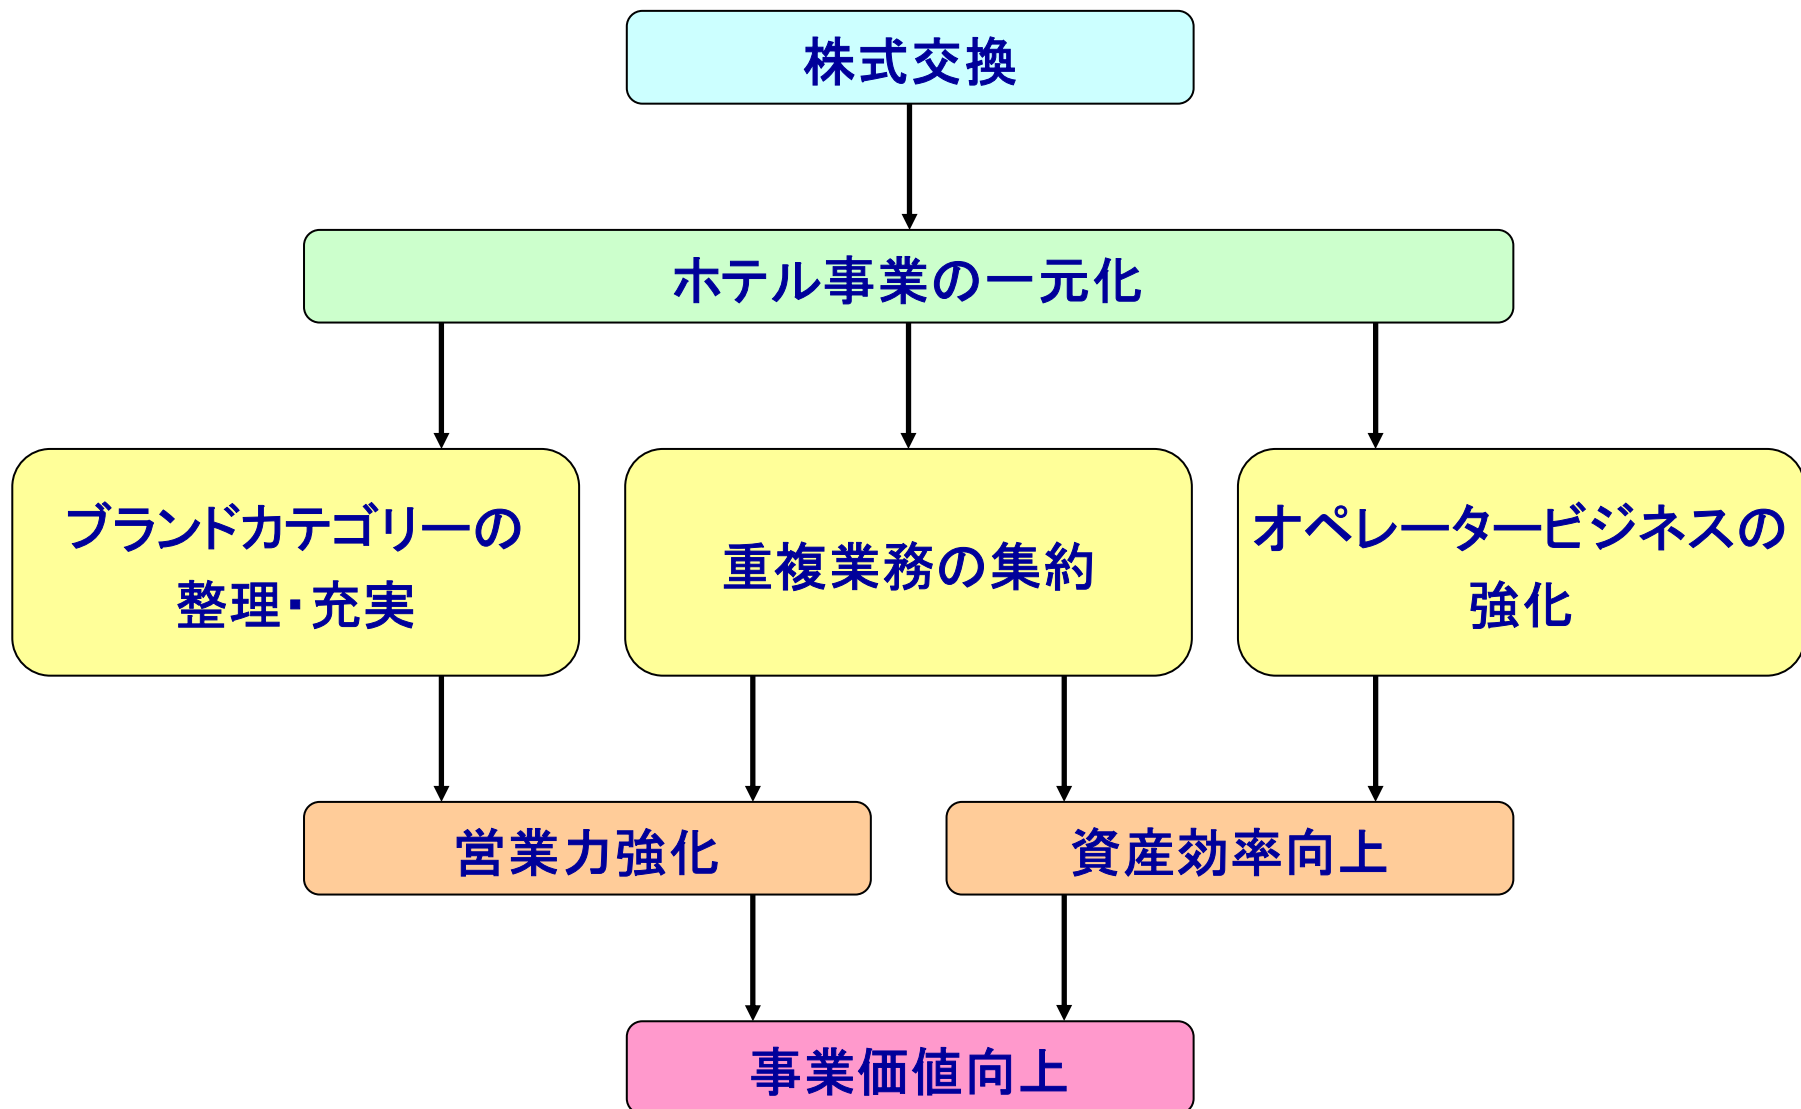 株式交換
ホテル事業の一元化
ブランドカテゴリーの
整理・充実
重複業務の集約
オペレータービジネスの
強化
営業力強化
資産効率向上
事業価値向上